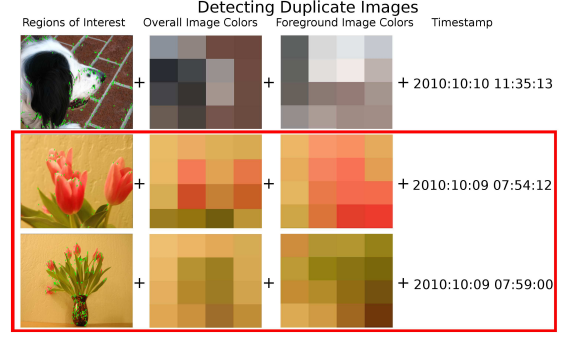 Detecting Duplicate Images
Regions of Interest Overall Image Colors Foreground Image Colors Timestamp
+ + + 2010:10:10 11:35:13
+ + + 2010:10:09 07:54:12
+ + + 2010:10:09 07:59:00